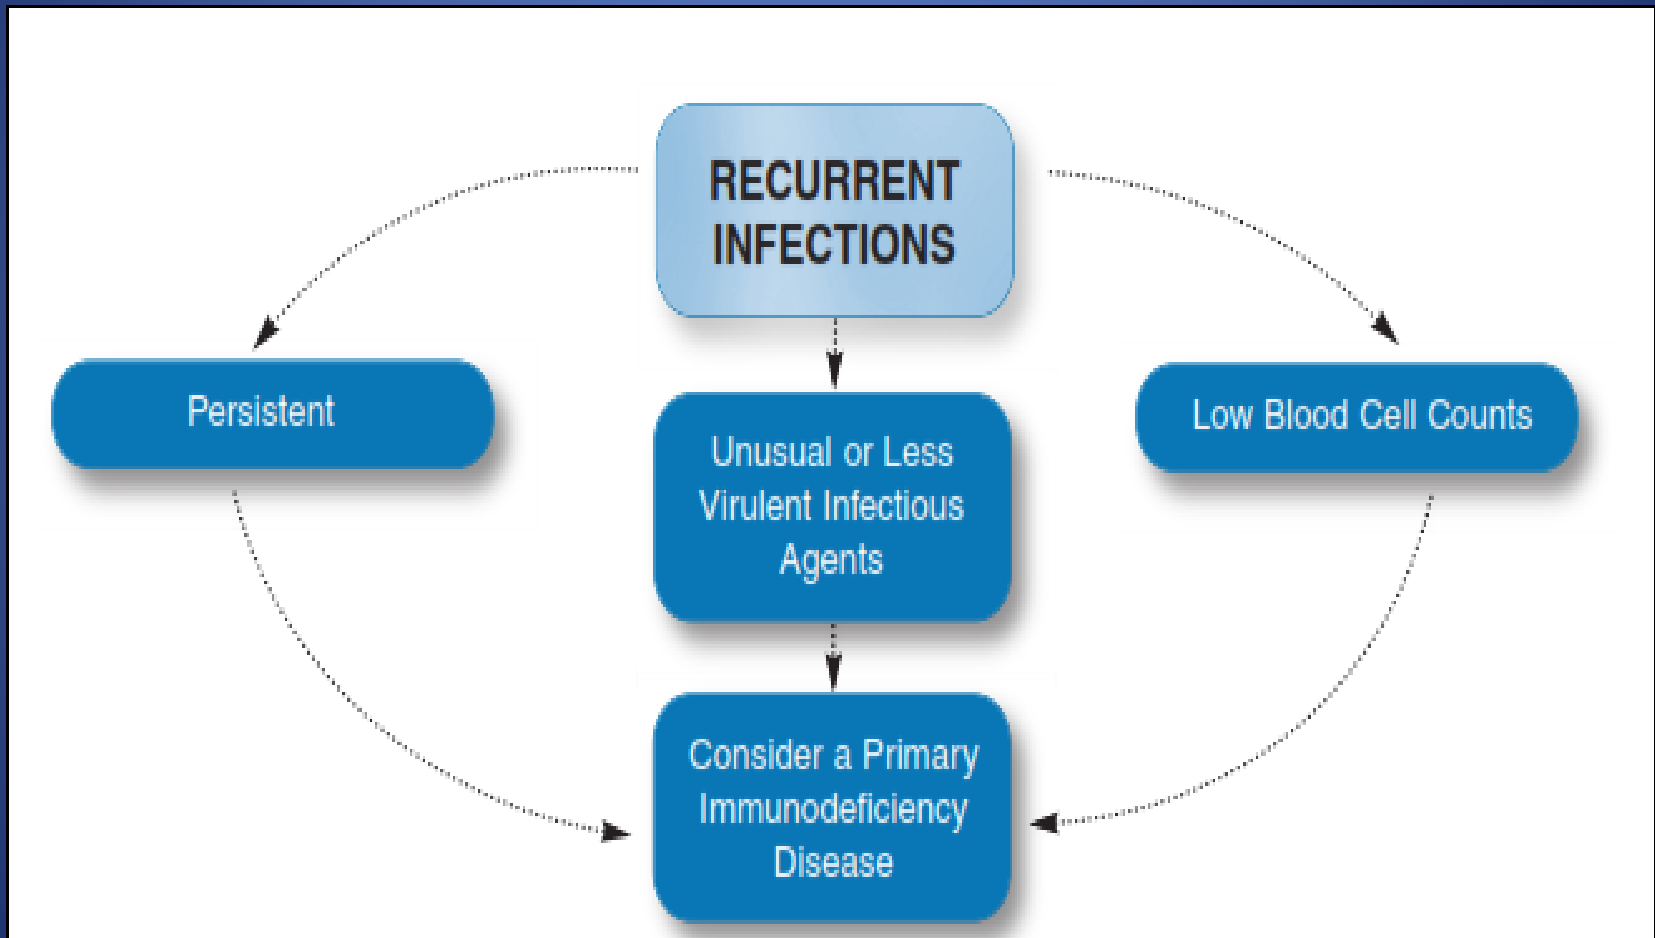 RECURRENT
INFECTIONS
Persistent
Unusual or Less
Virulent Infectious
Agents
Low Blood Cell Counts
Consider a Primary
Immunodeficiency
Disease